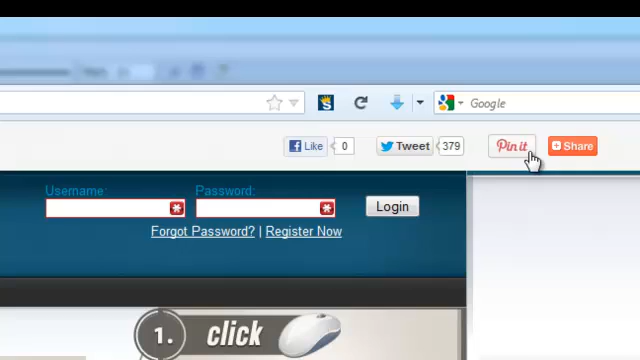 Google
Like 0 Tweet 379 Pin it Share
Username: Password:
Login
Forgot Password? | Register Now
1. click